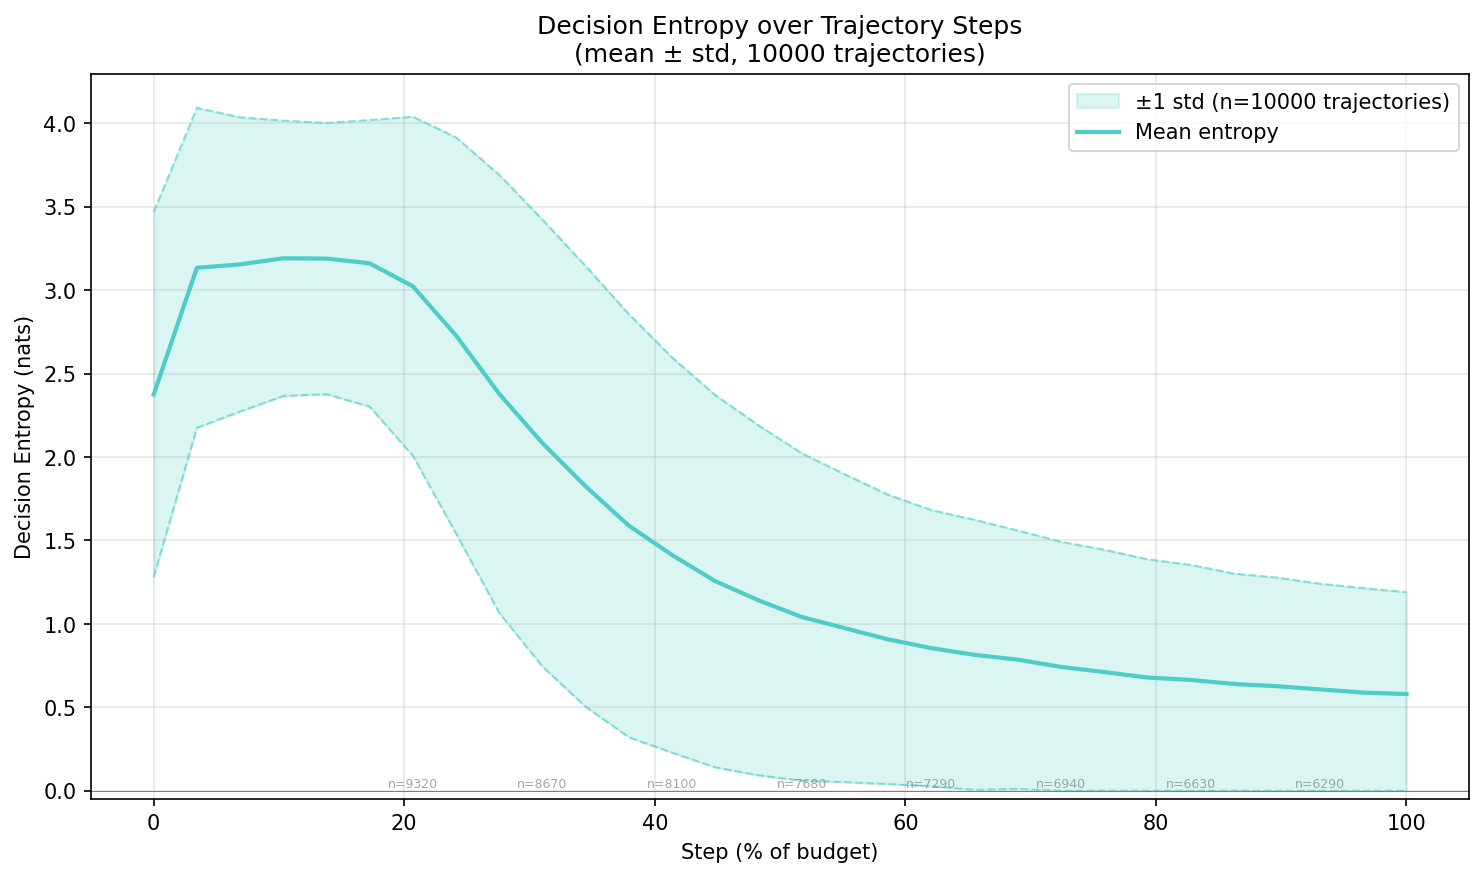 Decision Entropy over Trajectory Steps
(mean ± std, 10000 trajectories)
±1 std (n=10000 trajectories)
Mean entropy
Decision Entropy (nats)
4.0
3.5
3.0
2.5
2.0
1.5
1.0
0.5
0.0
n=9320 n=8670 n=8100 n=7680 n=7290 n=6940 n=6630 n=6290
0 20 40 60 80 100
Step (% of budget)